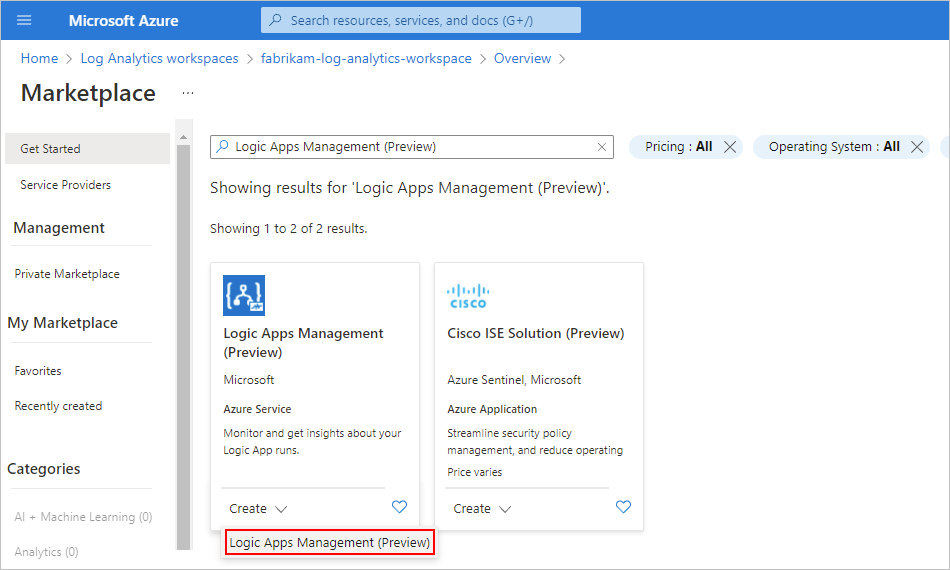 Microsoft Azure
Search resources, services, and docs (G+/)
Home > Log Analytics workspaces > fabrikam-log-analytics-workspace > Overview >
Marketplace ...
Get Started
Service Providers
Management
Private Marketplace
My Marketplace
Favorites
Recently created
Categories
AI + Machine Learning (0)
Analytics (0)
Logic Apps Management (Preview)
Pricing : All
Operating System : All
Showing results for 'Logic Apps Management (Preview)'.
Showing 1 to 2 of 2 results.
Logic Apps Management
(Preview)
Microsoft
Azure Service
Monitor and get insights about your
Logic App runs.
Create
Logic Apps Management (Preview)
CISCO
Cisco ISE Solution (Preview)
Azure Sentinel, Microsoft
Azure Application
Streamline security policy
management, and reduce operating
Price varies
Create